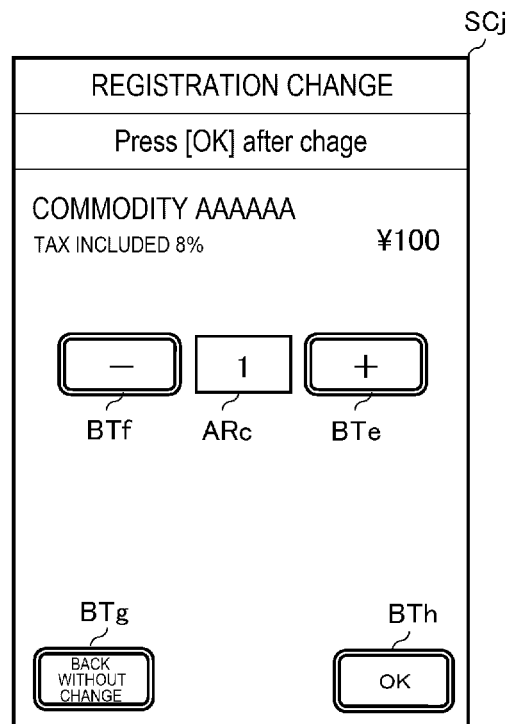 SCj
REGISTRATION CHANGE
Press [OK] after chage
COMMODITY AAAAAA
TAX INCLUDED 8% ¥100
− 1 +
BTf ARc BTe
BTg BTh
BACK
WITHOUT
CHANGE
OK